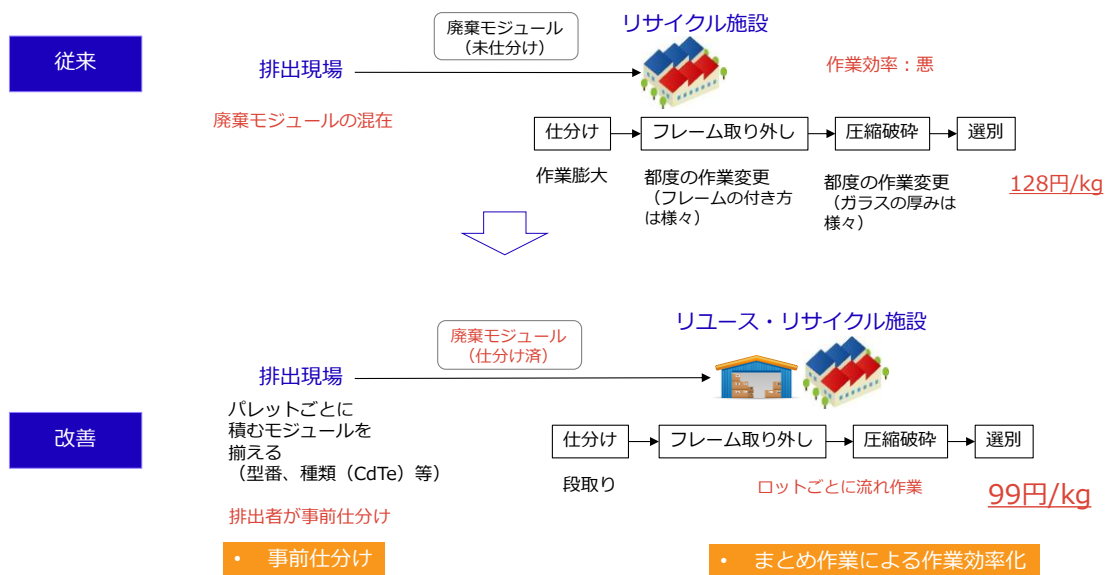 従来
排出現場
廃棄モジュールの混在
廃棄モジュール
（未仕分け）
リサイクル施設
作業効率：悪
仕分け
フレーム取り外し
圧縮破砕
選別
作業膨大
都度の作業変更
（フレームの付き方
は様々）
都度の作業変更
（ガラスの厚みは
様々）
128円/kg
改善
排出現場
パレットごとに
積むモジュールを
揃える
（型番、種類（CdTe）等）
排出者が事前仕分け
廃棄モジュール
（仕分け済）
リユース・リサイクル施設
仕分け
フレーム取り外し
圧縮破砕
選別
段取り
ロットごとに流れ作業
99円/kg
• 事前仕分け
• まとめ作業による作業効率化